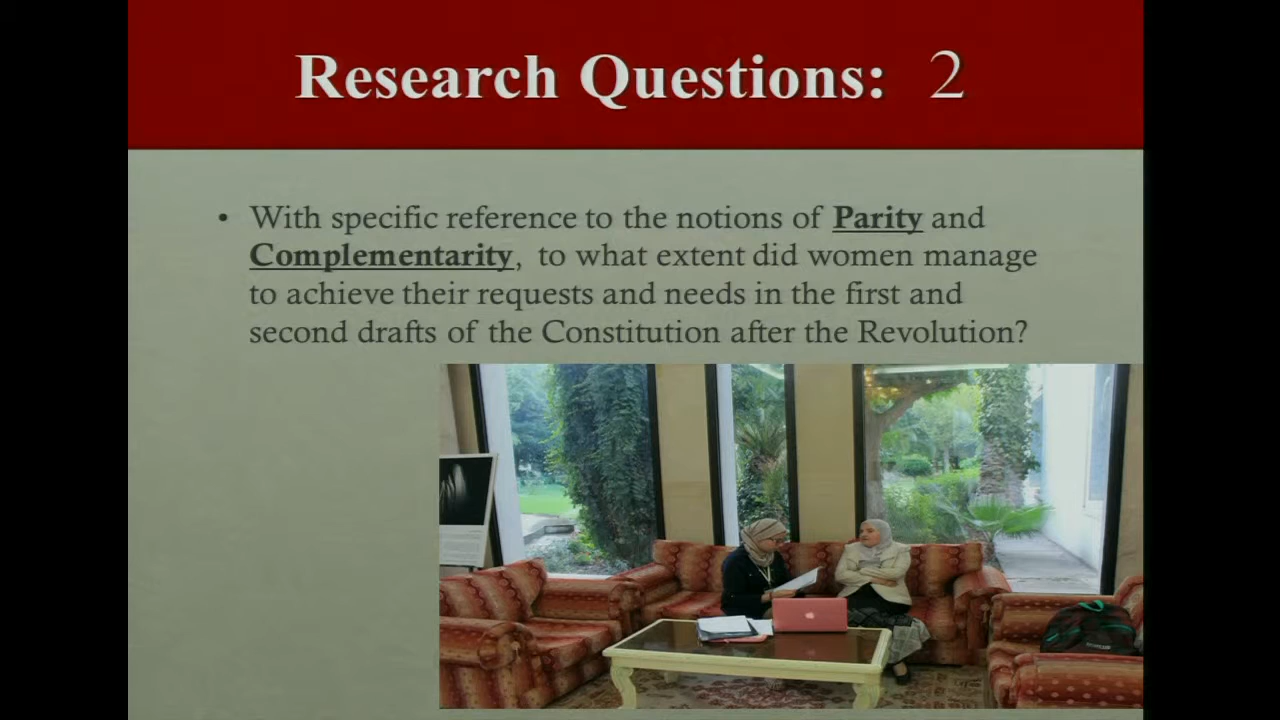 Research Questions: 2
• With specific reference to the notions of Parity and
Complementarity, to what extent did women manage
to achieve their requests and needs in the first and
second drafts of the Constitution after the Revolution?